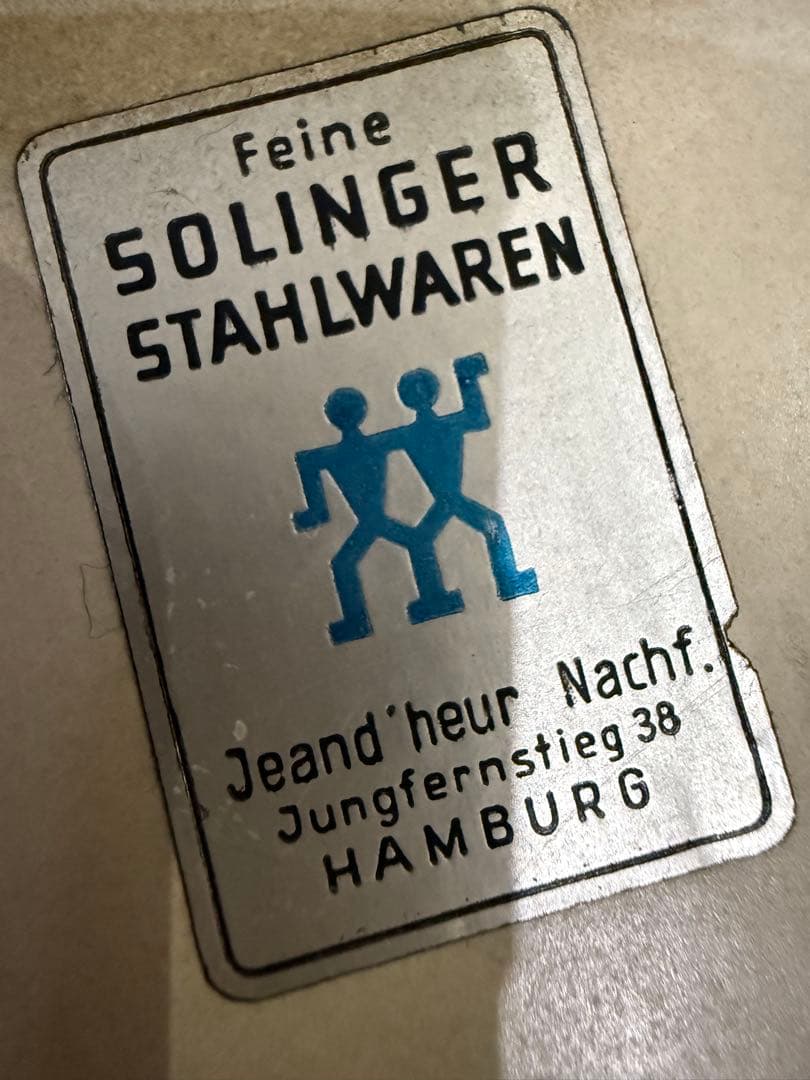 Feine
SOLINGER
STAHLWAREN
Jeand'heur Nachf.
Jungfernstieg 38
HAMBURG